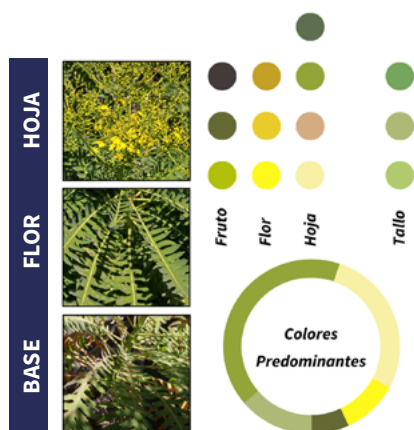 HOJA
FLOR
BASE
Fruto
Flor
Hoja
Tallo
Colores
Predominantes